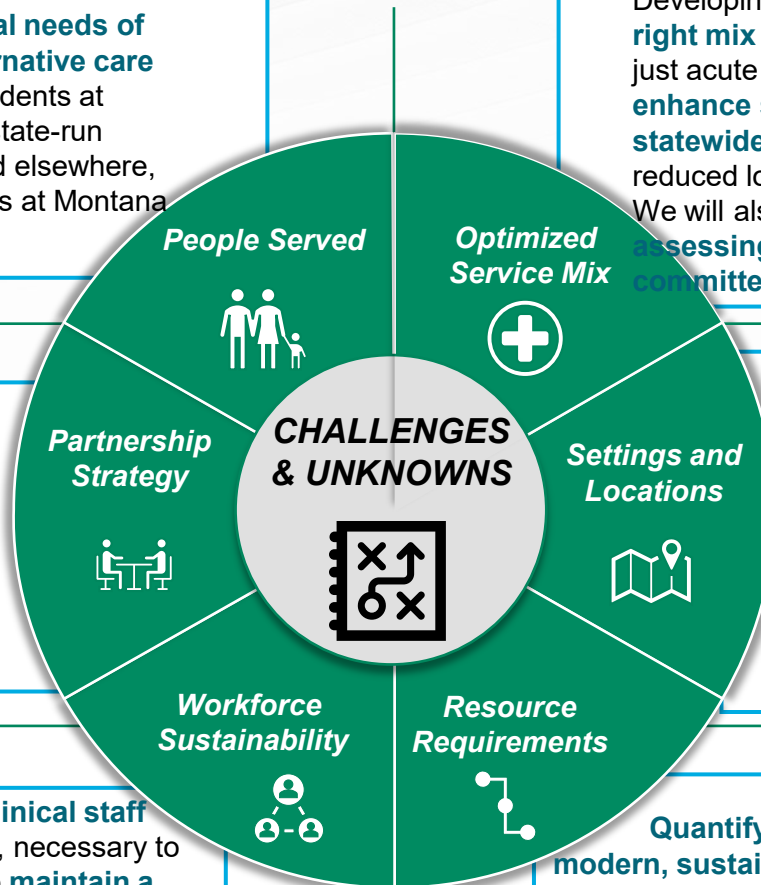 al needs of
rnative care
dents at
tate-run
d elsewhere,
s at Montana
right mix
just acute
enhance
statewide
reduced lo
We will als
assessing
committe
People Served
Optimized
Service Mix
Partnership
Strategy
CHALLENGES
& UNKNOWNS
Settings and
Locations
Workforce
Sustainability
Resource
Requirements
inical staff
, necessary to
maintain a
Quantify
modern, sustai